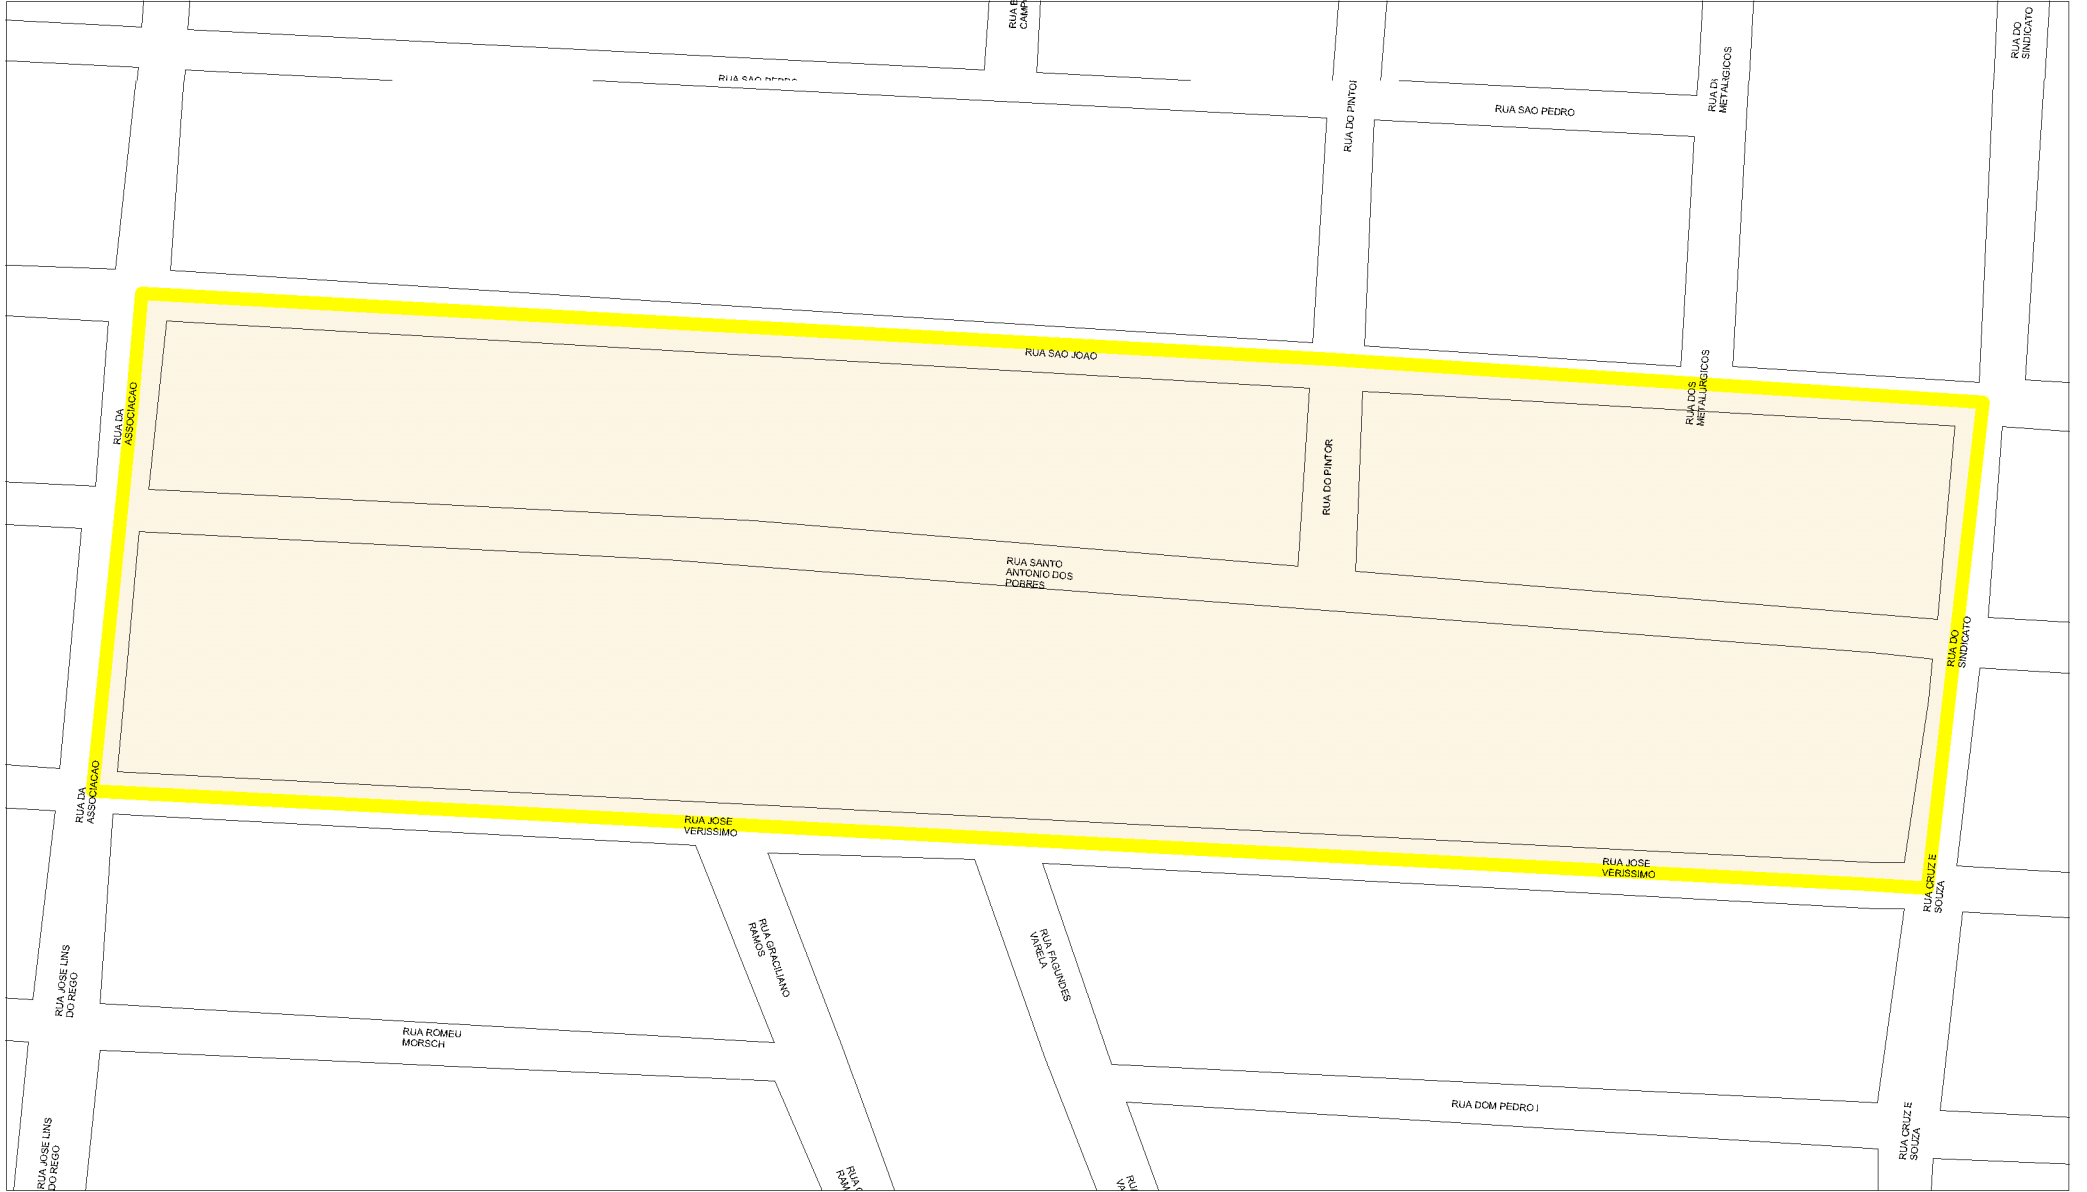 RUA DO
SINDICATO
RUA SAO PEDRO
METALURGICOS
RUA SAO PEDRO
RUA DO PINTOR
RUA SAO JOAO
RUA DOS
METALURGICOS
RUA DA
ASSOCIACAO
RUA DO PINTOR
RUA SANTO
ANTONIO DOS
POBRES
RUA DO
SINDICATO
RUA DA
ASSOCIACAO
RUA JOSE
VERISSIMO
RUA JOSE
VERISSIMO
RUA CRUZ E
SOUZA
RUA GRACILIANO
RAMOS
RUA FAGUNDES
VARELA
RUA JOSE LINS
DO REGO
RUA ROMEU
MORSCH
RUA DOM PEDRO I
RUA CRUZ E
SOUZA
RUA JOSE LINS
DO REGO